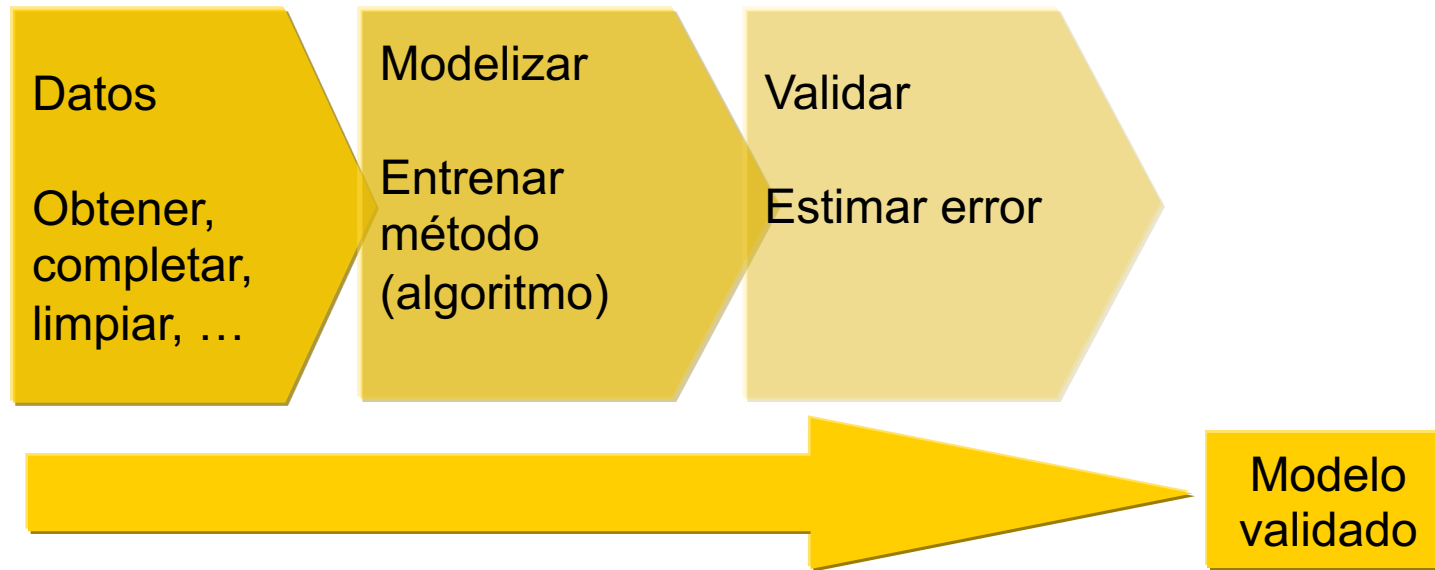 Datos
Obtener,
completar,
limpiar, …
Modelizar
Entrenar
método
(algoritmo)
Validar
Estimar error
Modelo
validado